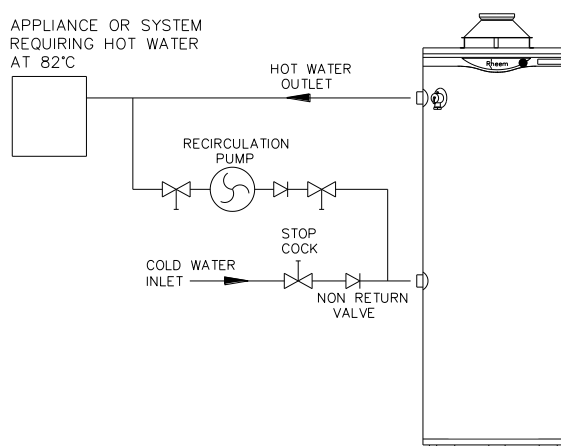 APPLIANCE OR SYSTEM
REQUIRING HOT WATER
AT 82°C
Rheem
HOT WATER
OUTLET
RECIRCULATION
PUMP
STOP
COCK
COLD WATER
INLET
NON RETURN
VALVE